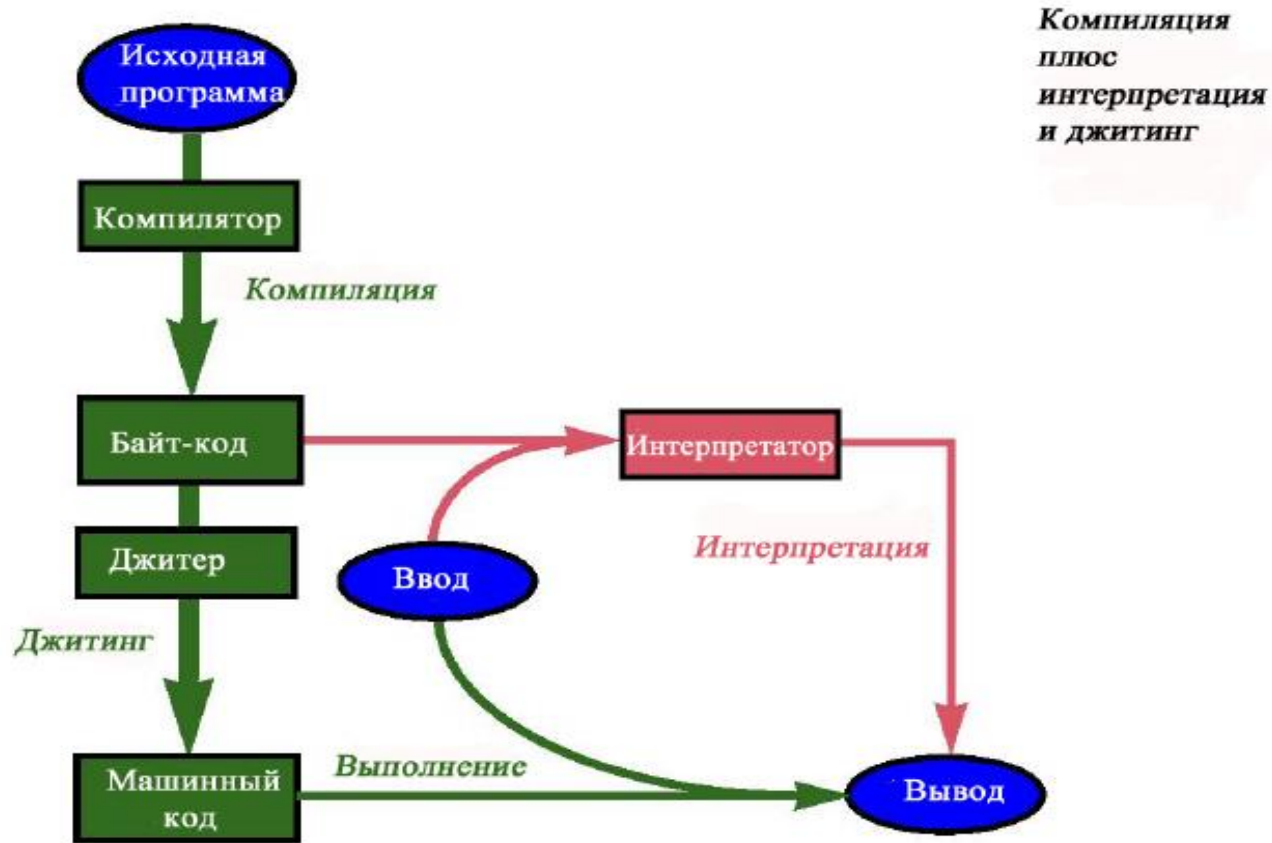 Компиляция
плюс
интерпретация
и джитинг
Исходная
программа
Компилятор
Компиляция
Байт-код
Интерпретатор
Джитер
Ввод
Интерпретация
Джитинг
Машинный
код
Выполнение
Вывод